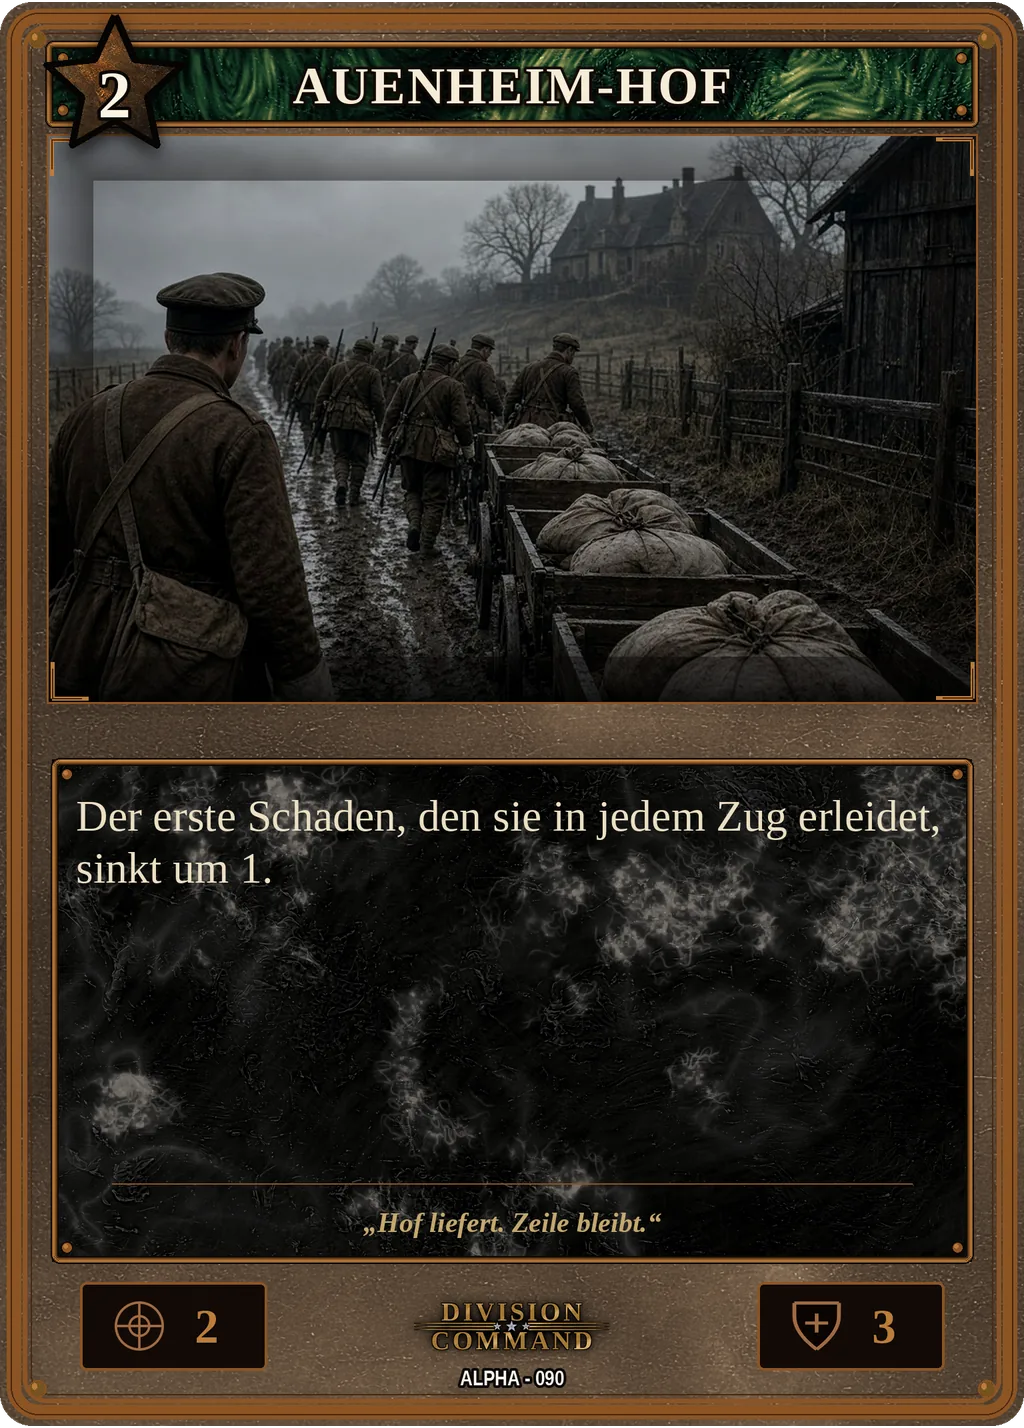 2
AUENHEIM-HOF
Der erste Schaden, den sie in jedem Zug erleidet,
sinkt um 1.
„Hof liefert. Zeile bleibt.“
2
DIVISION
COMMAND
3
ALPHA - 090